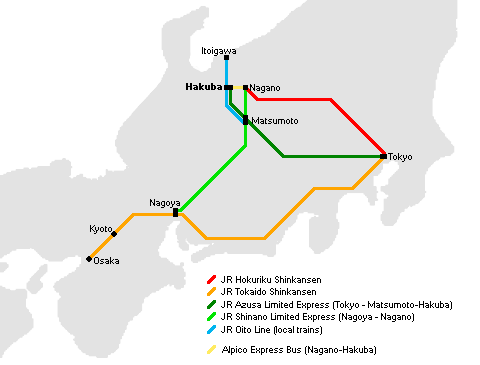 Itoigawa
Hakuba
Nagano
Matsumoto
Tokyo
Nagoya
Kyoto
Osaka
JR Hokuriku Shinkansen
JR Tokaido Shinkansen
JR Azusa Limited Express (Tokyo - Matsumoto-Hakuba)
JR Shinano Limited Express (Nagoya - Nagano)
JR Oito Line (local trains)
Alpico Express Bus (Nagano-Hakuba)